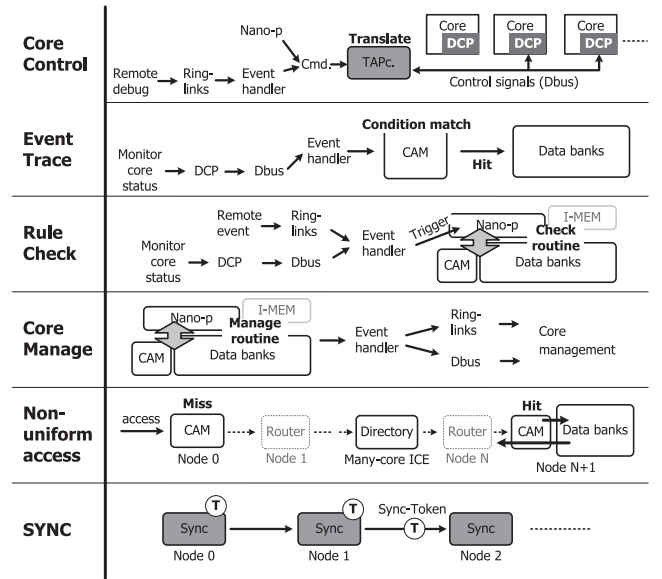 Core
Control
Nano-p
Remote
debug
Ring-
links
Event
handler
Cmd.
Translate
TAPc.
Core
DCP
Core
DCP
Core
DCP
Control signals (Dbus)
Event
Trace
Monitor
core
status
DCP
Dbus
Event
handler
Condition match
CAM
Hit
Data banks
Rule
Check
Remote
event
Ring-
links
Monitor
core
status
DCP
Dbus
Event
handler
Trigger
Nano-p
I-MEM
Check
routine
CAM
Data banks
Core
Manage
Nano-p
I-MEM
Manage
routine
CAM
Data banks
Event
handler
Ring-
links
Dbus
Core
management
Non-
uniform
access
access
Miss
CAM
Node 0
Router
Node 1
Directory
Many-core ICE
Router
Node N
Hit
CAM
Data banks
Node N+1
SYNC
T
Sync
Node 0
T
Sync
Node 1
Sync-Token
T
Sync
Node 2